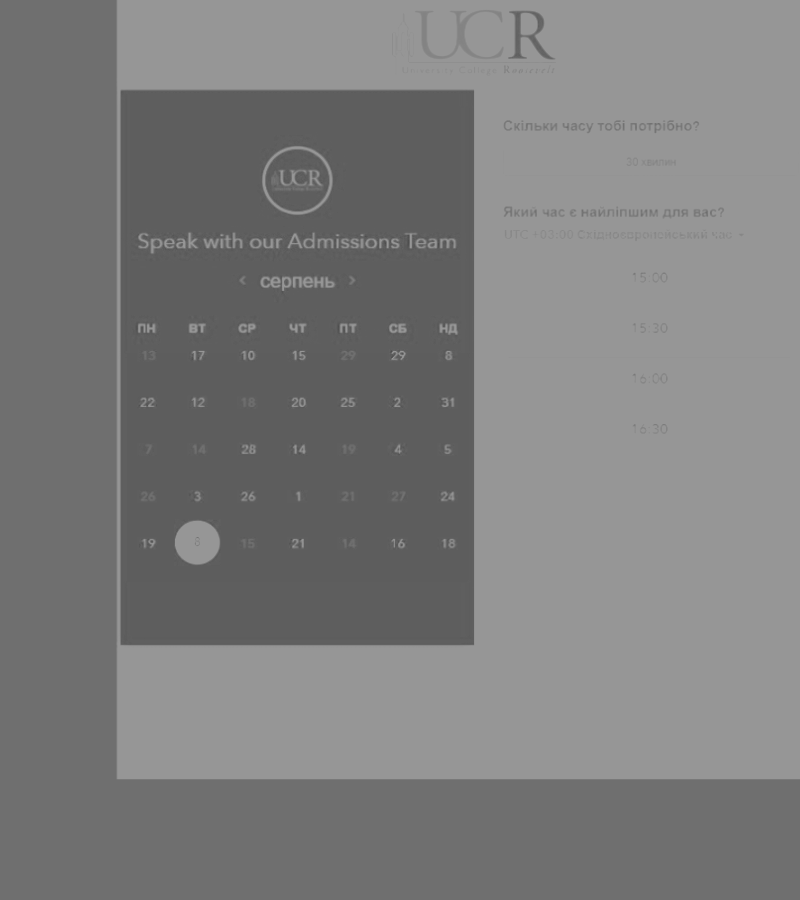 UCR
University College Roosevelt
UCR
Speak with our Admissions Team
‹ серпень ›
ПН ВТ СР ЧТ ПТ СБ НД
13 17 10 15 29 29 8
22 12 18 20 25 2 31
7 14 28 14 19 4 5
26 3 26 1 21 27 24
19 8 15 21 14 16 18
Скільки часу тобі потрібно?
30 хвилин
Який час є найліпшим для вас?
UTC +03:00 Східноєвропейський час
15:00
15:30
16:00
16:30